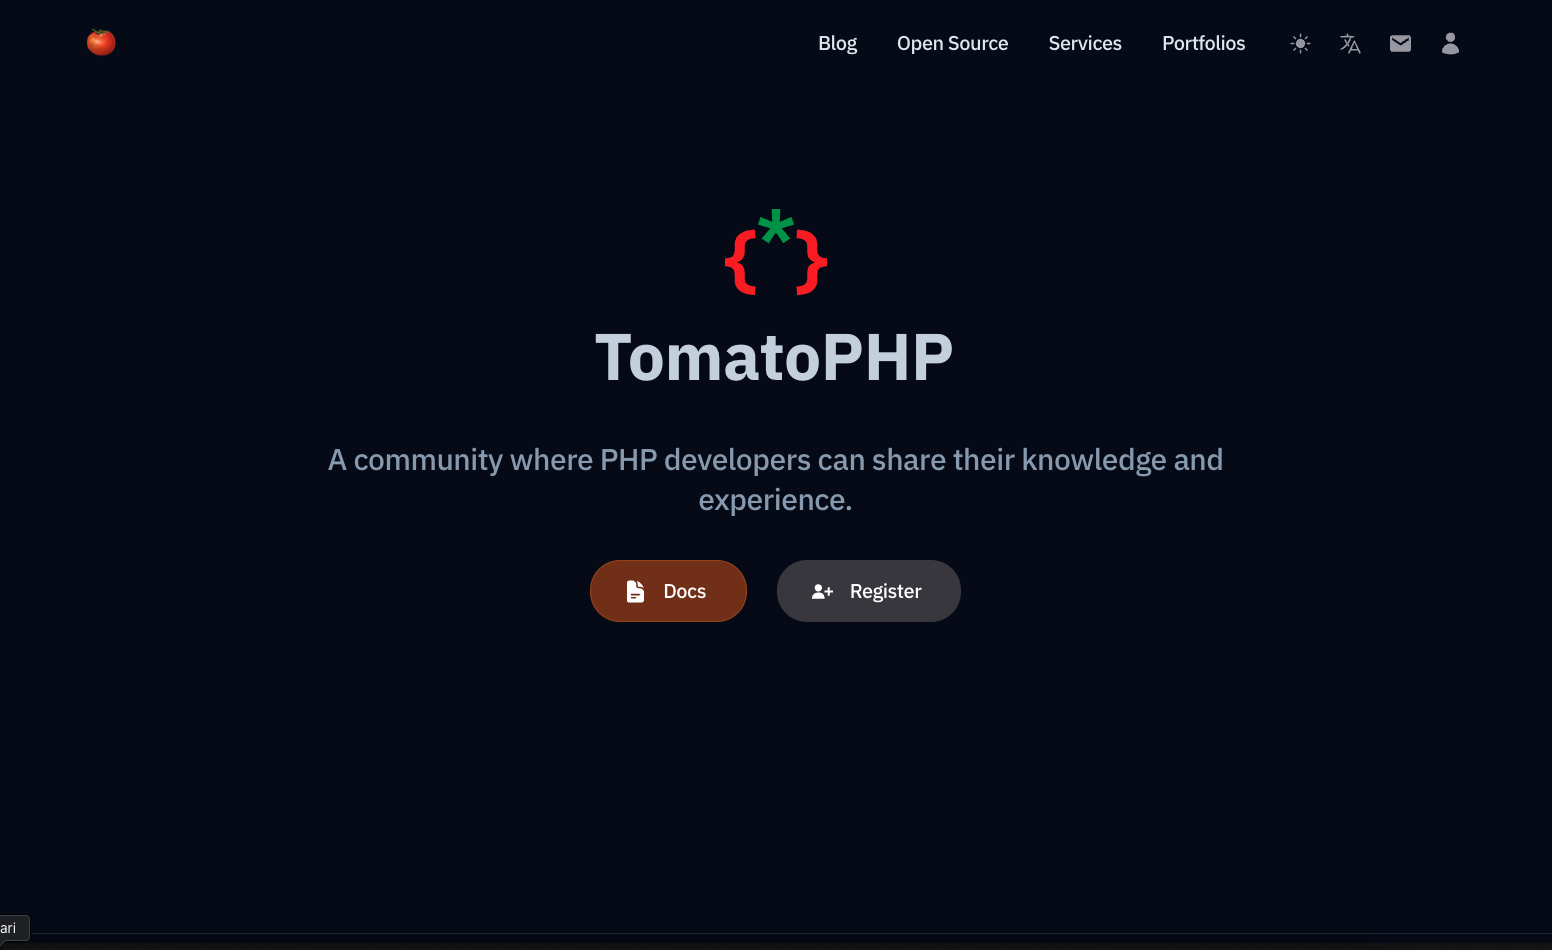 Blog Open Source Services Portfolios
{*}
TomatoPHP
A community where PHP developers can share their knowledge and
experience.
Docs Register
ari